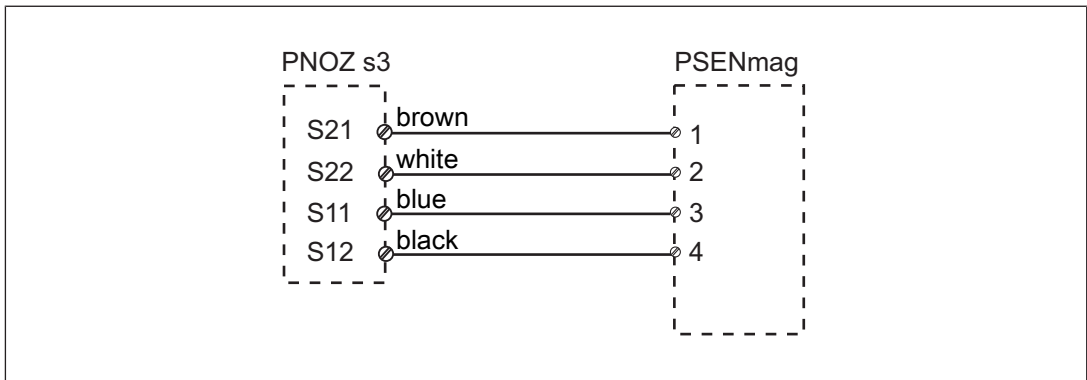 PNOZ s3 PSENmag
S21 brown 1
S22 white 2
S11 blue 3
S12 black 4